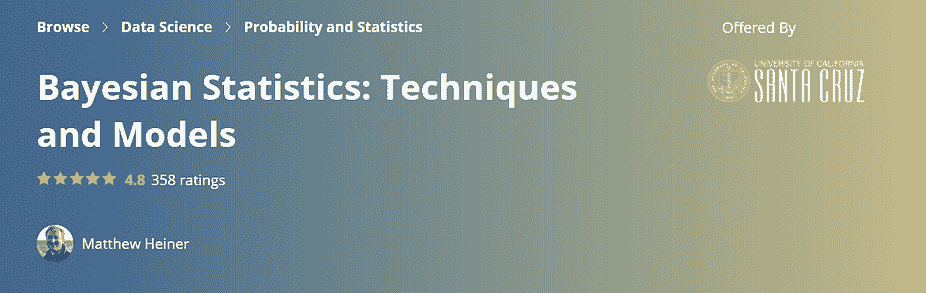 Browse > Data Science > Probability and Statistics
Offered By
Bayesian Statistics: Techniques
and Models
UNIVERSITY OF CALIFORNIA
SANTA CRUZ
4.8 358 ratings
Matthew Heiner